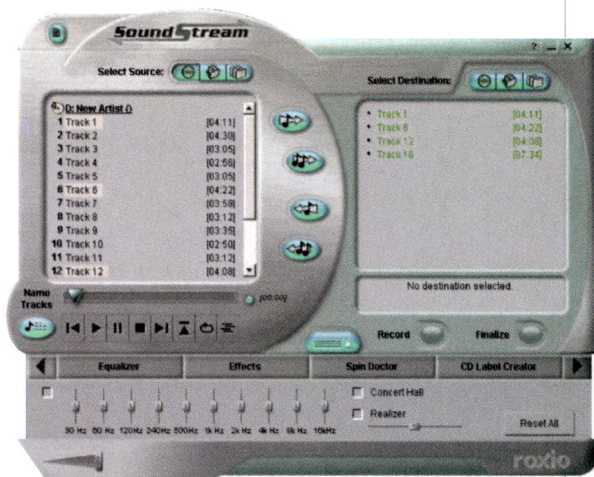 SoundStream
? _ X
Select Source:
Select Destination:
D: New Artist ()
1 Track 1 [04:11]
2 Track 2 [04:30]
3 Track 3 [03:05]
4 Track 4 [02:56]
5 Track 5 [03:05]
6 Track 6 [04:22]
7 Track 7 [03:58]
8 Track 8 [03:12]
9 Track 9 [03:35]
10 Track 10 [02:50]
11 Track 11 [03:12]
12 Track 12 [04:08]
• Track 1 [04:11]
• Track 6 [04:22]
• Track 12 [04:08]
• Track 16 [07:34]
No destination selected.
Name
Tracks
[00:00]
Record
Finalize
Equalizer
Effects
Spin Doctor
CD Label Creator
30 Hz 60 Hz 120Hz 240Hz 500Hz 1k Hz 2k Hz 4k Hz 8k Hz 16kHz
Concert Hall
Realizer
Reset All
roxio